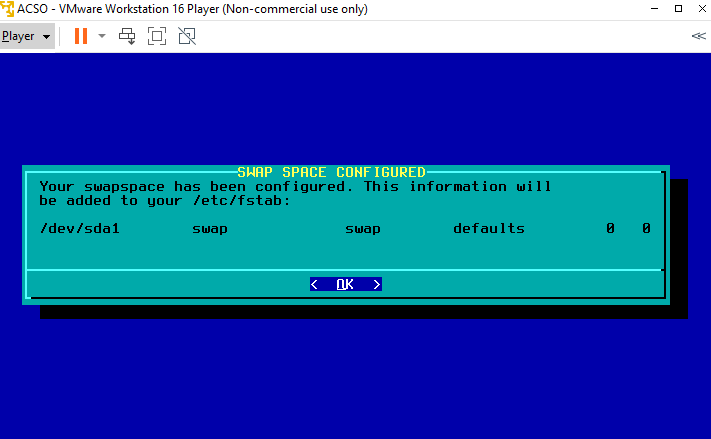 ACSO - VMware Workstation 16 Player (Non-commercial use only)
Player
SWAP SPACE CONFIGURED
Your swapspace has been configured. This information will
be added to your /etc/fstab:
/dev/sda1 swap swap defaults 0 0
< OK >